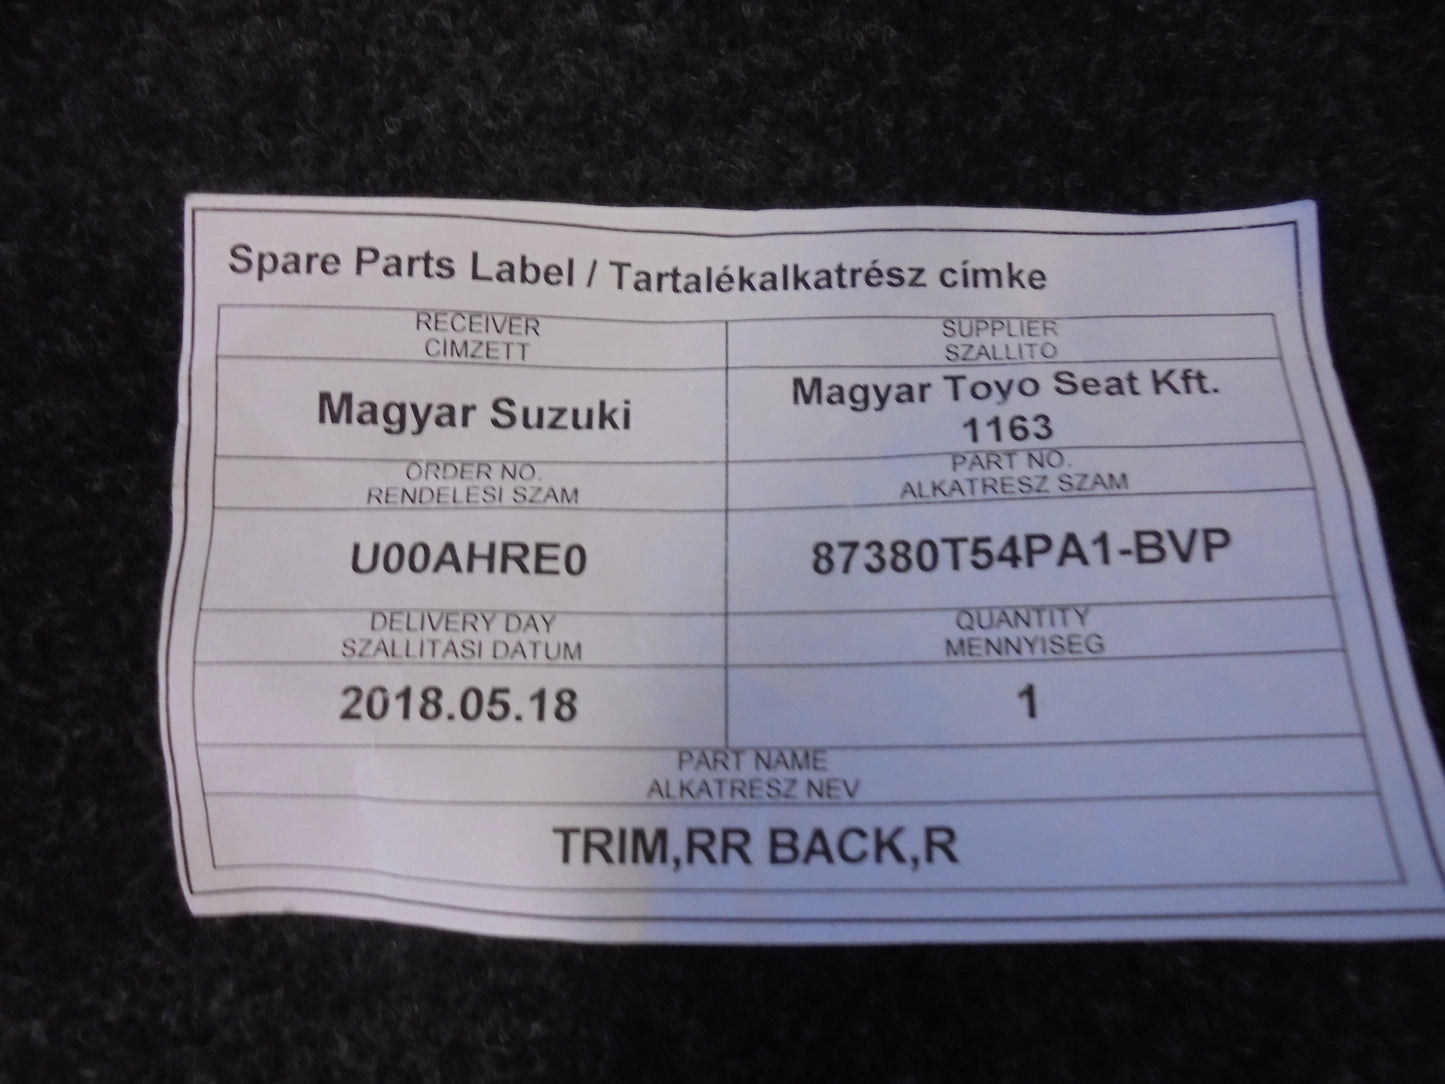 Spare Parts Label / Tartalékalkatrész címke
RECEIVER
CIMZETT
SUPPLIER
SZALLITO
Magyar Suzuki
Magyar Toyo Seat Kft.
1163
ORDER NO.
RENDELESI SZAM
PART NO.
ALKATRESZ SZAM
U00AHRE0
87380T54PA1-BVP
DELIVERY DAY
SZALLITASI DATUM
QUANTITY
MENNYISEG
2018.05.18
1
PART NAME
ALKATRESZ NEV
TRIM,RR BACK,R